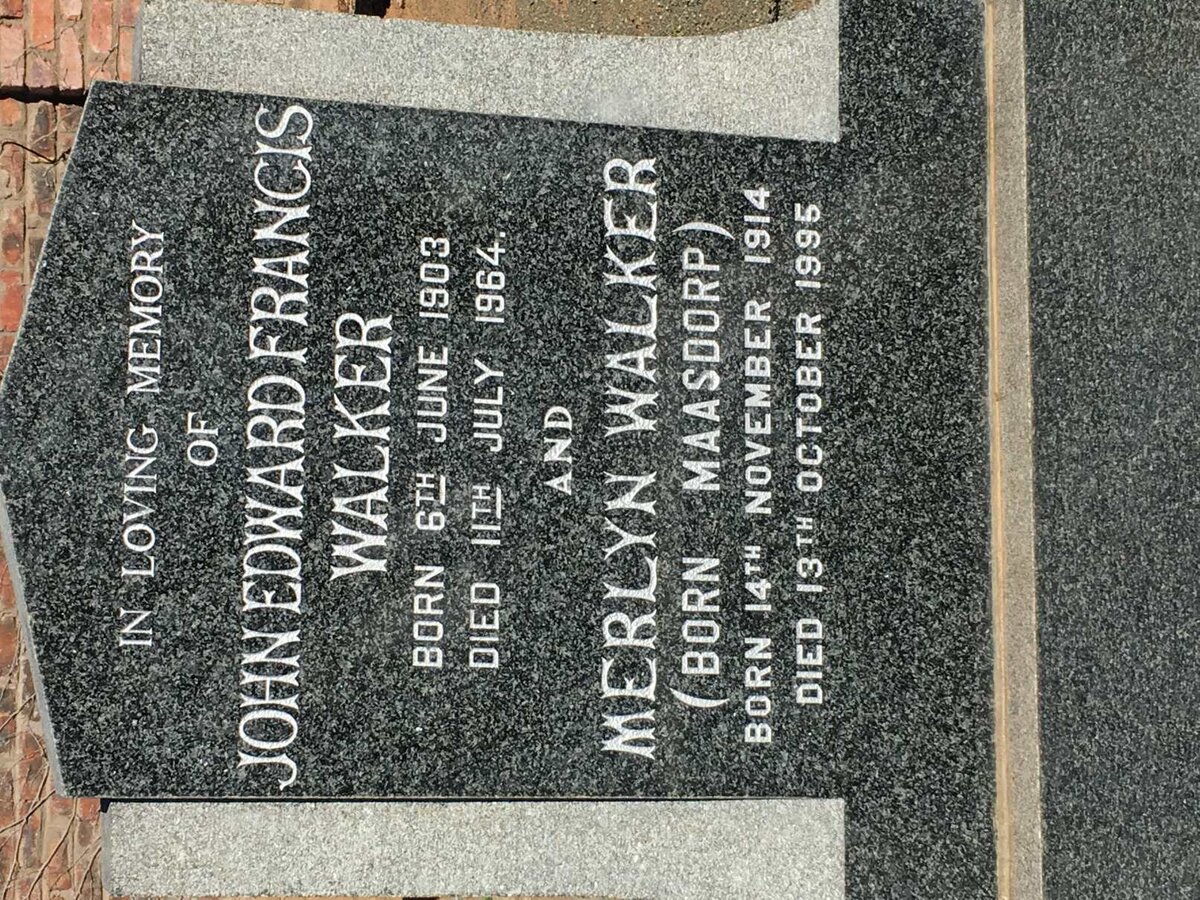 IN LOVING MEMORY
OF
JOHN EDWARD FRANCIS
WALKER
BORN 6TH JUNE 1903
DIED 11TH JULY 1964.
AND
MERLYN WALKER
(BORN MAASDORP)
BORN 14TH NOVEMBER 1914
DIED 13TH OCTOBER 1995